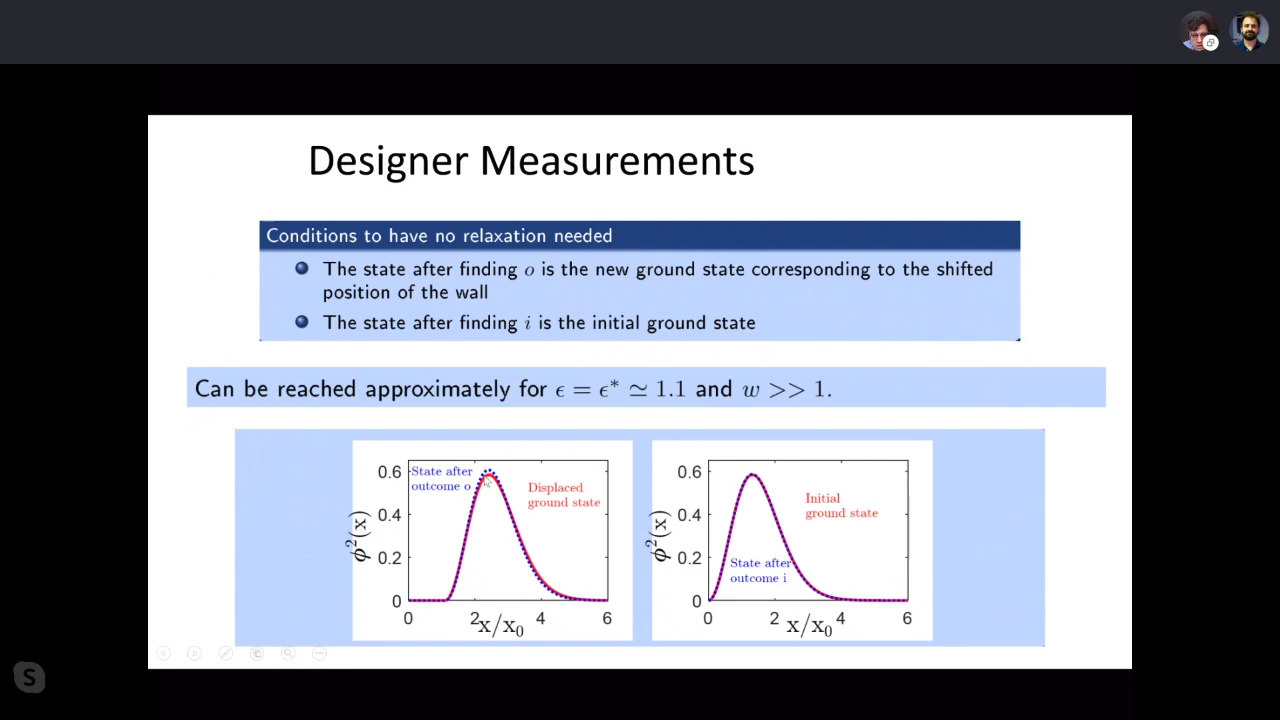 Designer Measurements
Conditions to have no relaxation needed
The state after finding o is the new ground state corresponding to the shifted
position of the wall
The state after finding i is the initial ground state
Can be reached approximately for ϵ = ϵ* ≃ 1.1 and w >> 1.
State after
outcome o
Displaced
ground state
0.6
0.4
0.2
0
0 2 4 6
ϕ²(x)
x/x₀
Initial
ground state
State after
outcome i
0.6
0.4
0.2
0
0 2 4 6
ϕ²(x)
x/x₀
S